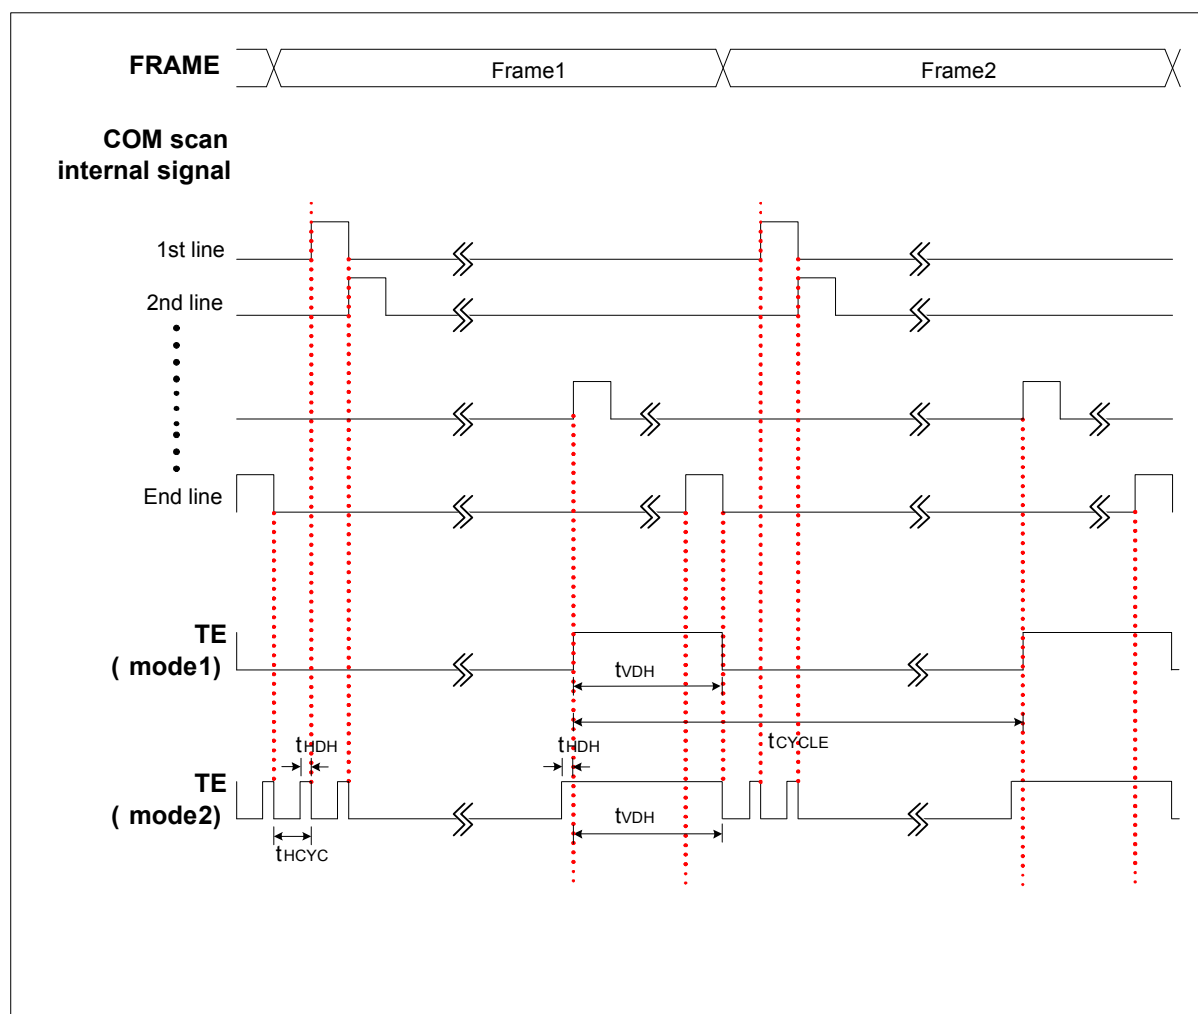 FRAME
Frame1
Frame2
COM scan
internal signal
1st line
2nd line
End line
TE
( mode1)
tVDH
tHDH
tHDH
tCYCLE
TE
( mode2)
tVDH
tHCYC